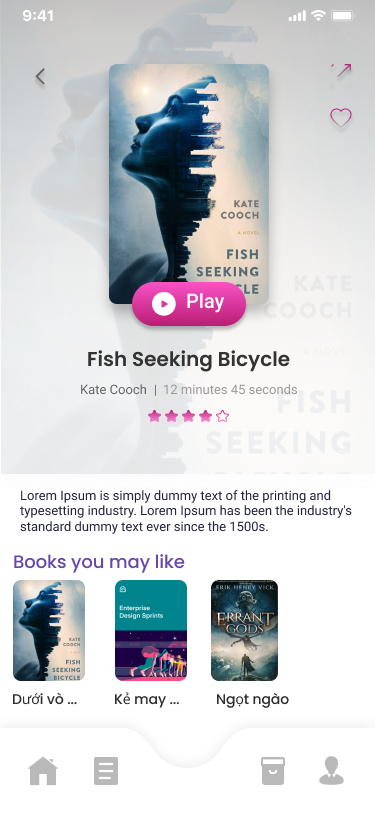 9:41
KATE
COOCH
A NOVEL
FISH
SEEKING
CLE
Play
KATE
COOCH
A NOVEL
FISH
SEEKING
Fish Seeking Bicycle
Kate Cooch | 12 minutes 45 seconds
Lorem Ipsum is simply dummy text of the printing and
typesetting industry. Lorem Ipsum has been the industry's
standard dummy text ever since the 1500s.
Books you may like
KATE
COOCH
FISH
SEEKING
BICYCLE
Enterprise
Design Sprints
ERIK HENRY VICK
ERRANT
GODS
Dưới vò ...
Kẻ may ...
Ngọt ngào